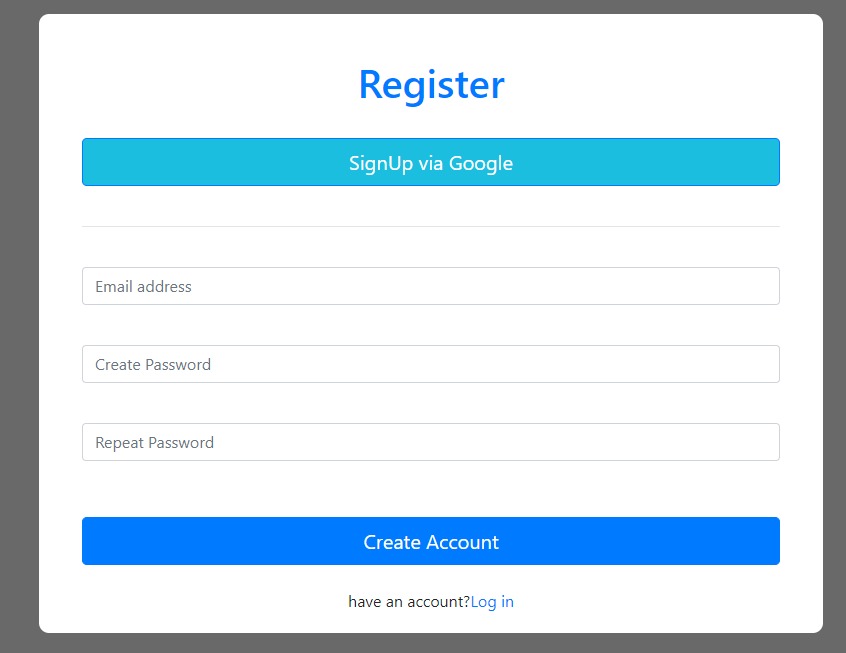 Register
SignUp via Google
Email address
Create Password
Repeat Password
Create Account
have an account?Log in